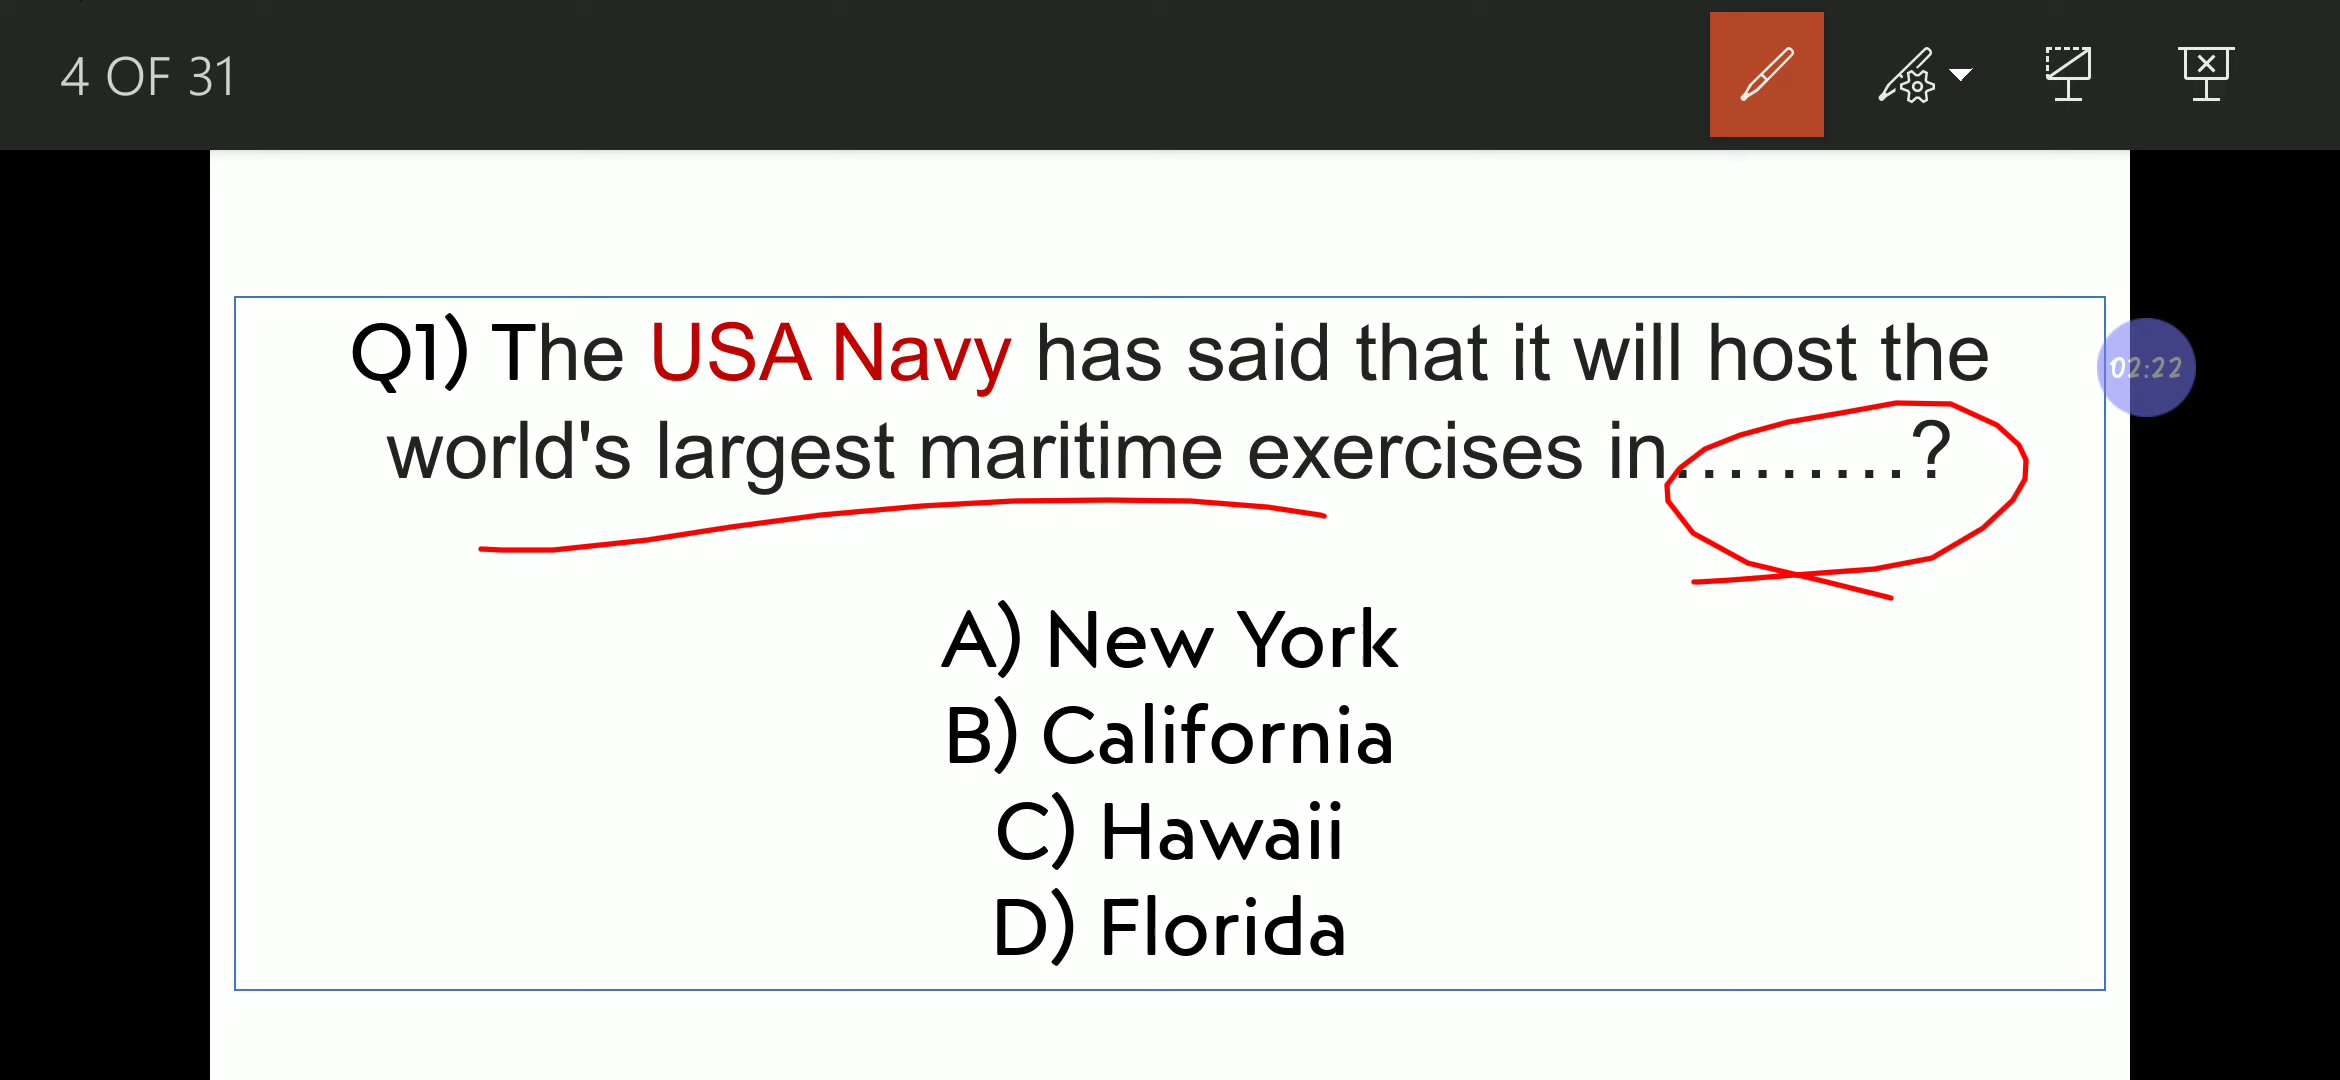 4 OF 31
Q1) The USA Navy has said that it will host the
02:22
world's largest maritime exercises in.........?
A) New York
B) California
C) Hawaii
D) Florida